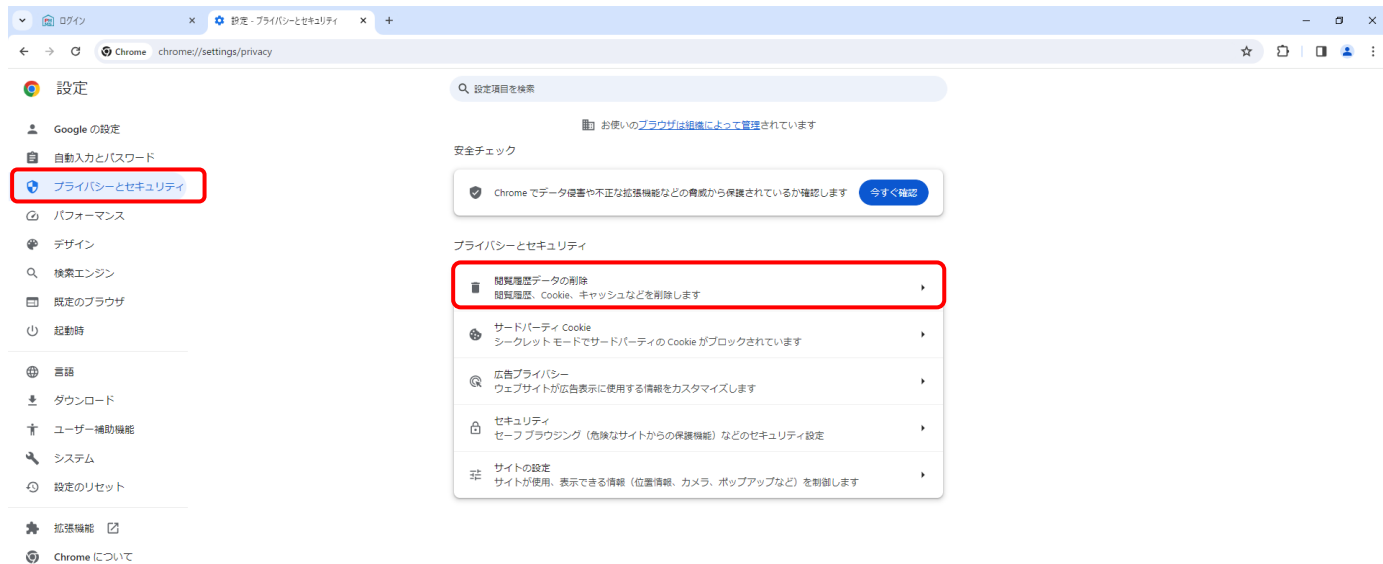 ログイン
設定 - プライバシーとセキュリティ
Chrome
chrome://settings/privacy
設定
設定項目を検索
Google の設定
自動入力とパスワード
プライバシーとセキュリティ
パフォーマンス
デザイン
検索エンジン
既定のブラウザ
起動時
言語
ダウンロード
ユーザー補助機能
システム
設定のリセット
拡張機能
Chrome について
お使いのブラウザは組織によって管理されています
安全チェック
Chrome でデータ侵害や不正な拡張機能などの脅威から保護されているか確認します
今すぐ確認
プライバシーとセキュリティ
閲覧履歴データの削除
閲覧履歴、Cookie、キャッシュなどを削除します
サードパーティ Cookie
シークレット モードでサードパーティの Cookie がブロックされています
広告プライバシー
ウェブサイトが広告表示に使用する情報をカスタマイズします
セキュリティ
セーフ ブラウジング（危険なサイトからの保護機能）などのセキュリティ設定
サイトの設定
サイトが使用、表示できる情報（位置情報、カメラ、ポップアップなど）を制御します